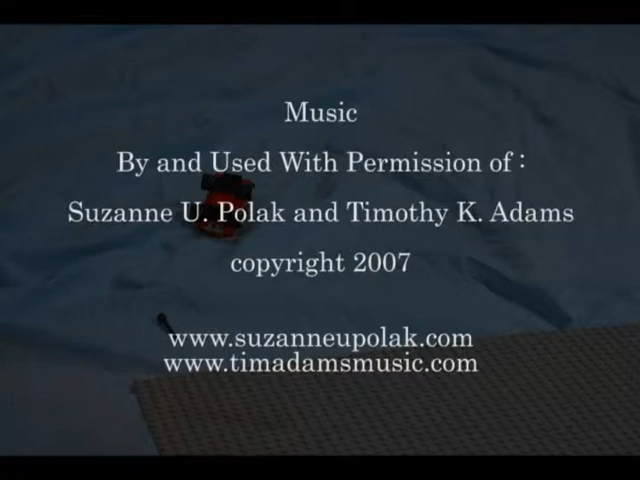 Music
By and Used With Permission of :
Suzanne U. Polak and Timothy K. Adams
copyright 2007
www.suzanneupolak.com
www.timadamsmusic.com